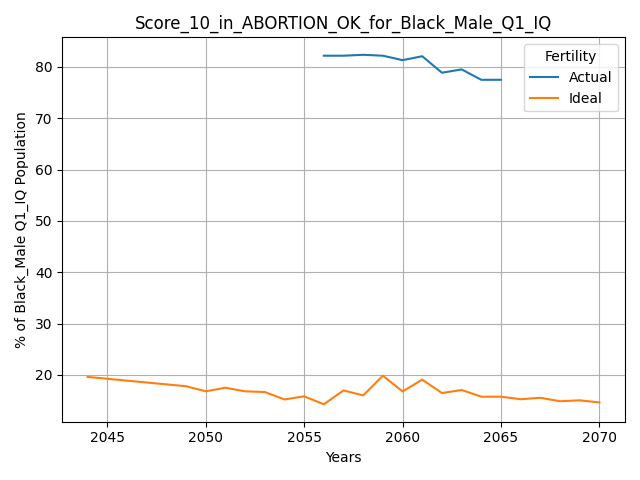 Score_10_in_ABORTION_OK_for_Black_Male_Q1_IQ
% of Black_Male Q1_IQ Population
80
70
60
50
40
30
20
Fertility
Actual
Ideal
2045 2050 2055 2060 2065 2070
Years